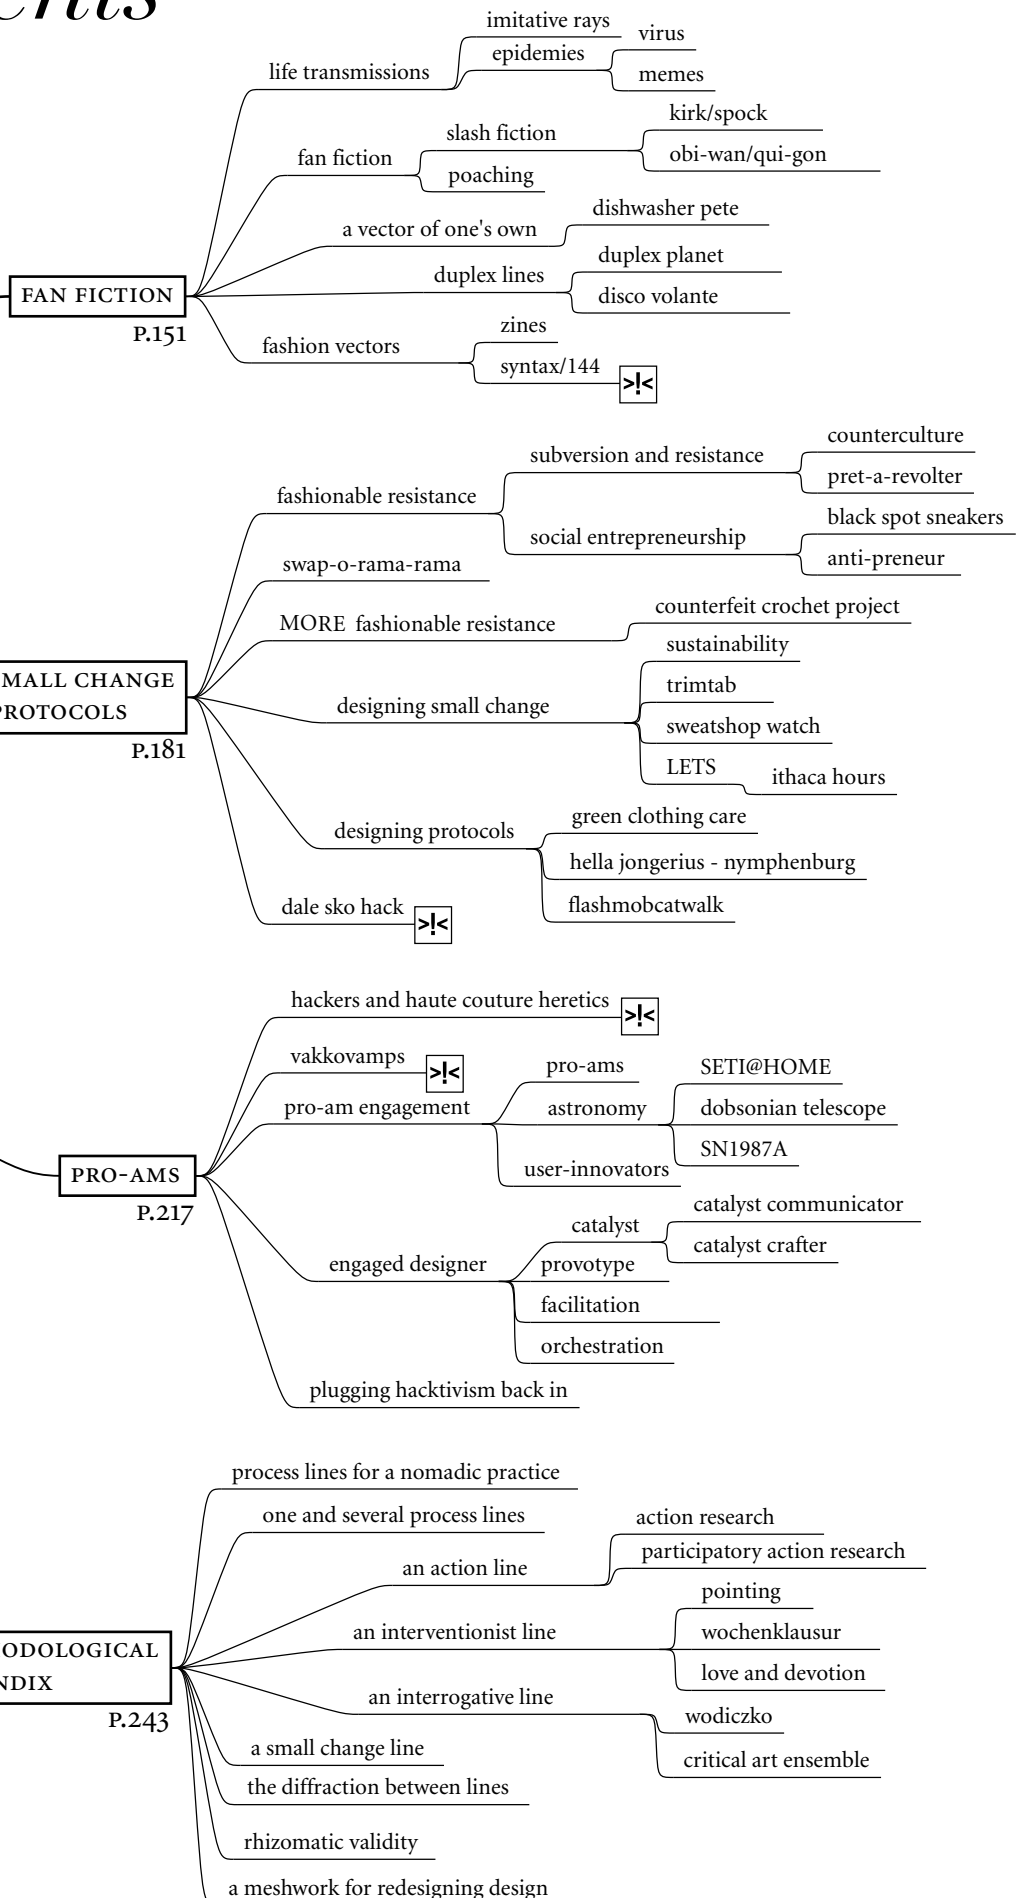 ents
imitative rays
virus
epidemies
life transmissions
memes
kirk/spock
slash fiction
fan fiction
obi-wan/qui-gon
poaching
dishwasher pete
a vector of one's own
duplex planet
duplex lines
FAN FICTION
disco volante
P.151
zines
fashion vectors
syntax/144
>!<
counterculture
subversion and resistance
pret-a-revolter
fashionable resistance
black spot sneakers
social entrepreneurship
anti-preneur
swap-o-rama-rama
counterfeit crochet project
MORE fashionable resistance
sustainability
MALL CHANGE
PROTOCOLS
P.181
trimtab
designing small change
sweatshop watch
LETS
ithaca hours
green clothing care
designing protocols
hella jongerius - nymphenburg
flashmobcatwalk
dale sko hack
>!<
hackers and haute couture heretics
>!<
vakkovamps
>!<
pro-ams
SETI@HOME
pro-am engagement
astronomy
dobsonian telescope
SN1987A
PRO-AMS
P.217
user-innovators
catalyst communicator
catalyst
catalyst crafter
engaged designer
provotype
facilitation
orchestration
plugging hacktivism back in
process lines for a nomadic practice
one and several process lines
action research
an action line
participatory action research
pointing
an interventionist line
wochenklausur
love and devotion
ODOLOGICAL
NDIX
P.243
an interrogative line
wodiczko
critical art ensemble
a small change line
the diffraction between lines
rhizomatic validity
a meshwork for redesigning design